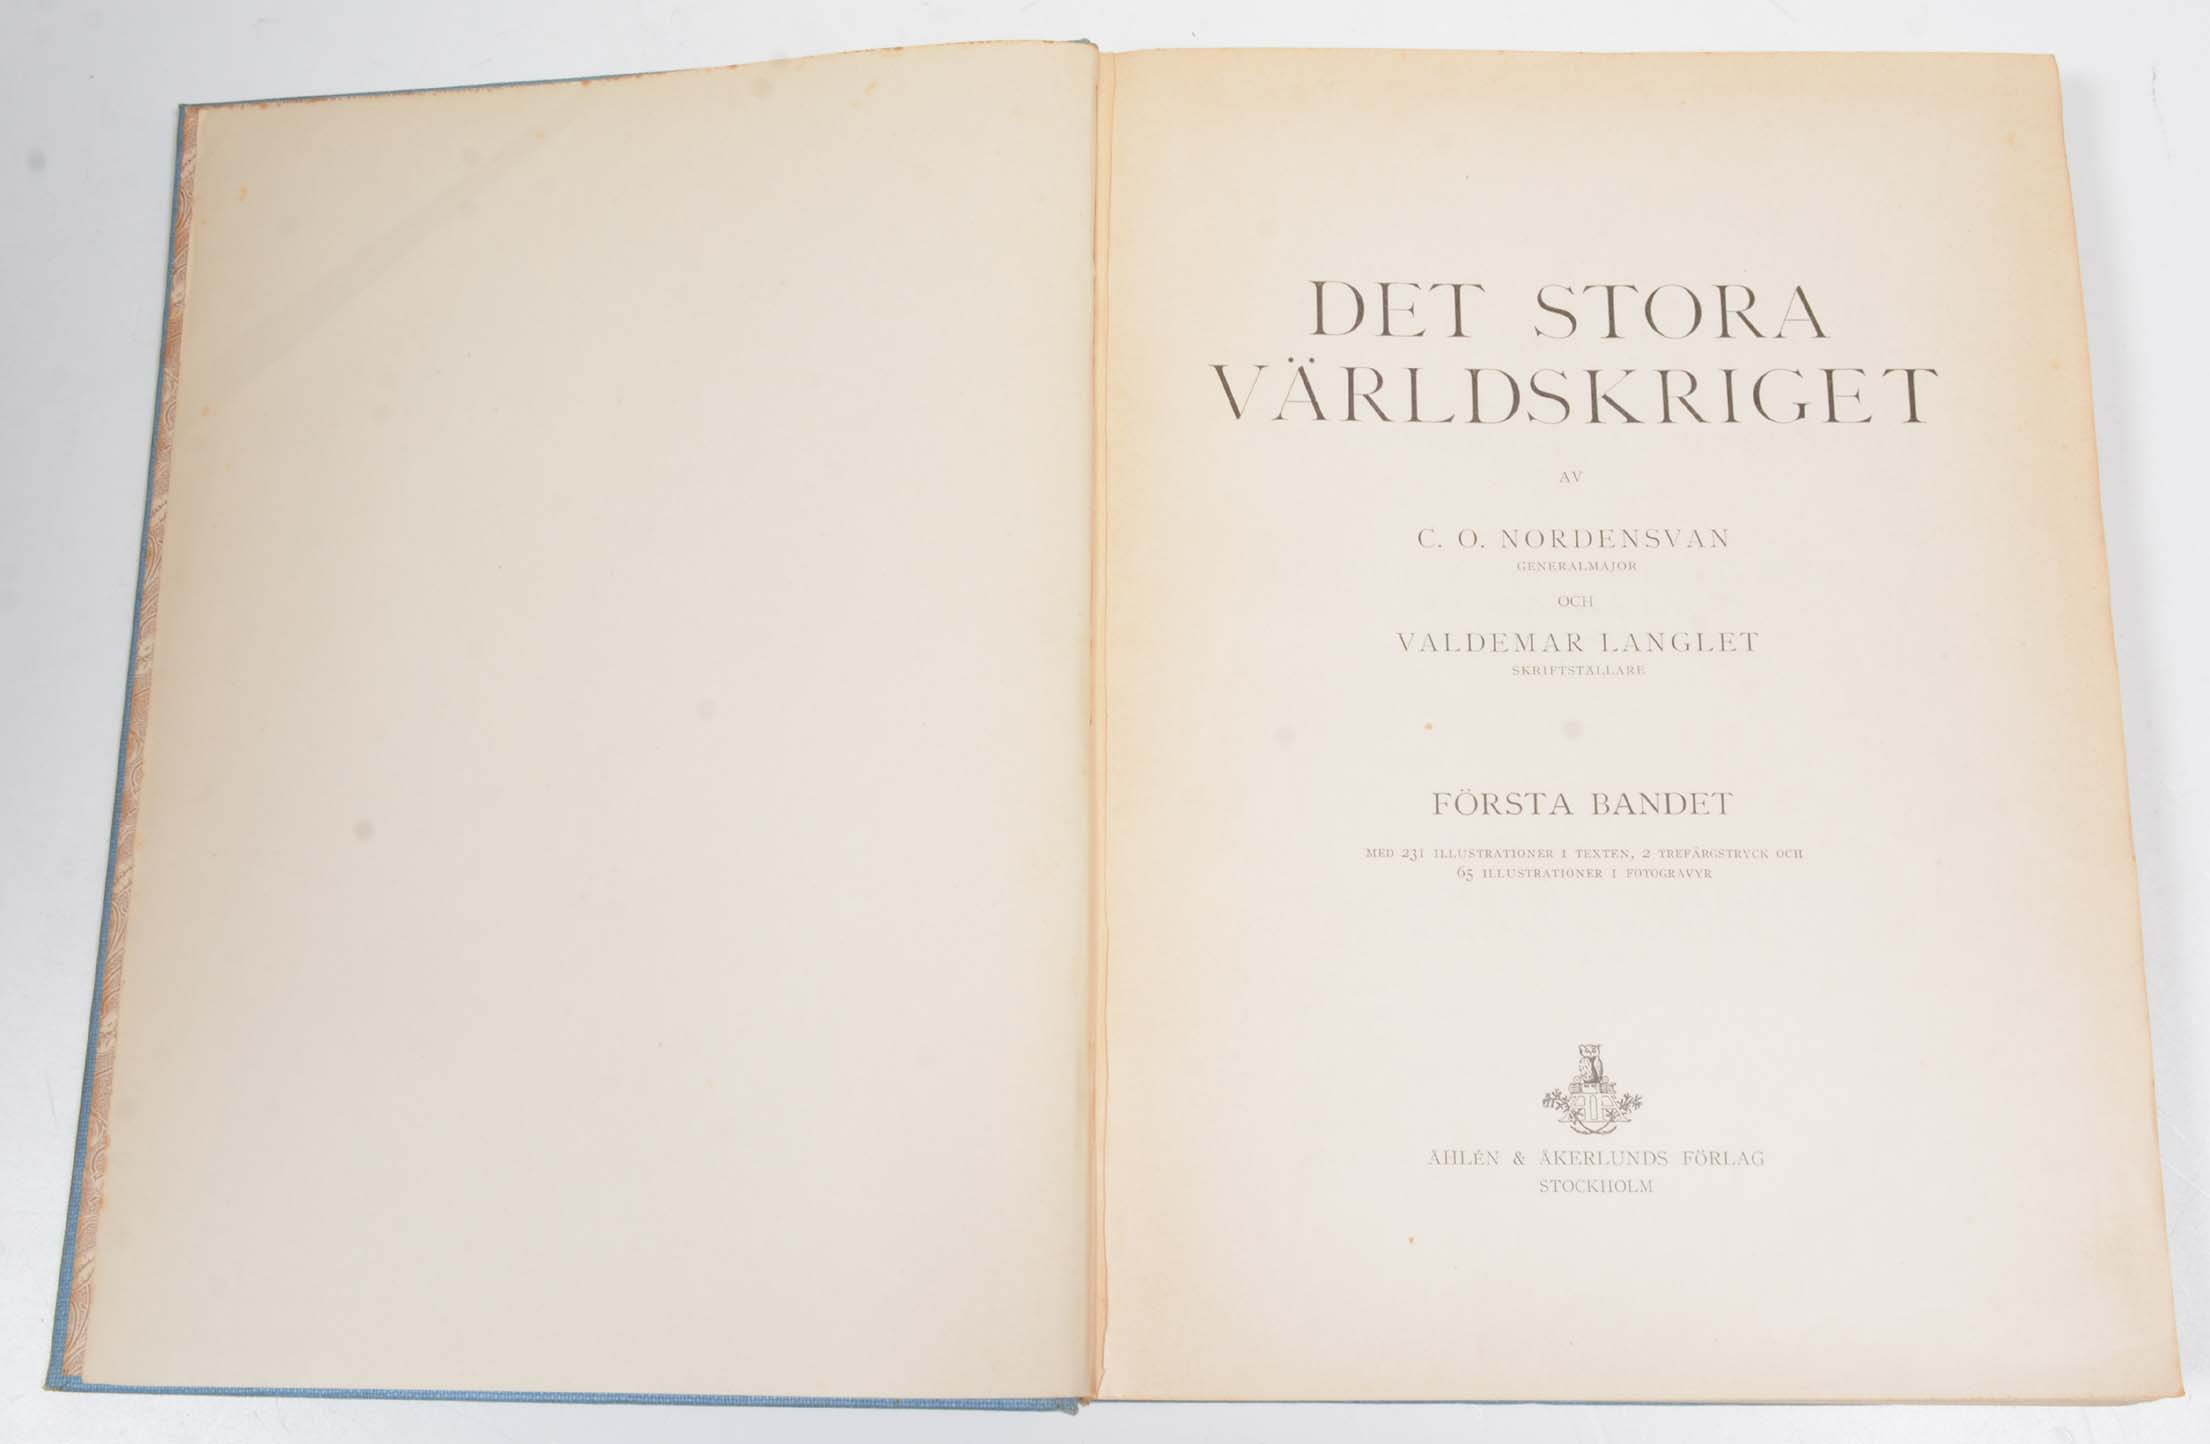 DET STORA
VÄRLDSKRIGET
AV
C. O. NORDENSVAN
GENERALMAJOR
OCH
VALDEMAR LANGLET
SKRIFTSTÄLLARE
FÖRSTA BANDET
MED 231 ILLUSTRATIONER I TEXTEN, 2 TREFÄRGSTRYCK OCH
65 ILLUSTRATIONER I FOTOGRAVYR
ÅHLÉN & ÅKERLUNDS FÖRLAG
STOCKHOLM